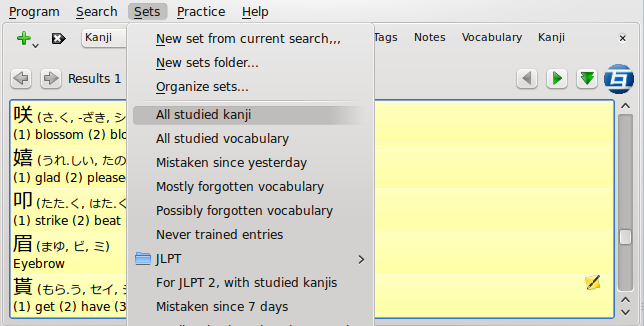 Program Search Sets Practice Help
Kanji
Tags Notes Vocabulary Kanji
Results 1
New set from current search,,,
New sets folder...
Organize sets...
All studied kanji
All studied vocabulary
Mistaken since yesterday
Mostly forgotten vocabulary
Possibly forgotten vocabulary
Never trained entries
JLPT
For JLPT 2, with studied kanjis
Mistaken since 7 days
咲 (さ.く, -ざき, シ
(1) blossom (2) blo
嬉 (うれ.しい, たの
(1) glad (2) please
叩 (たた.く, はた.く
(1) strike (2) beat
眉 (まゆ, ビ, ミ)
Eyebrow
貰 (もら.う, セイ, シ
(1) get (2) have (3
互